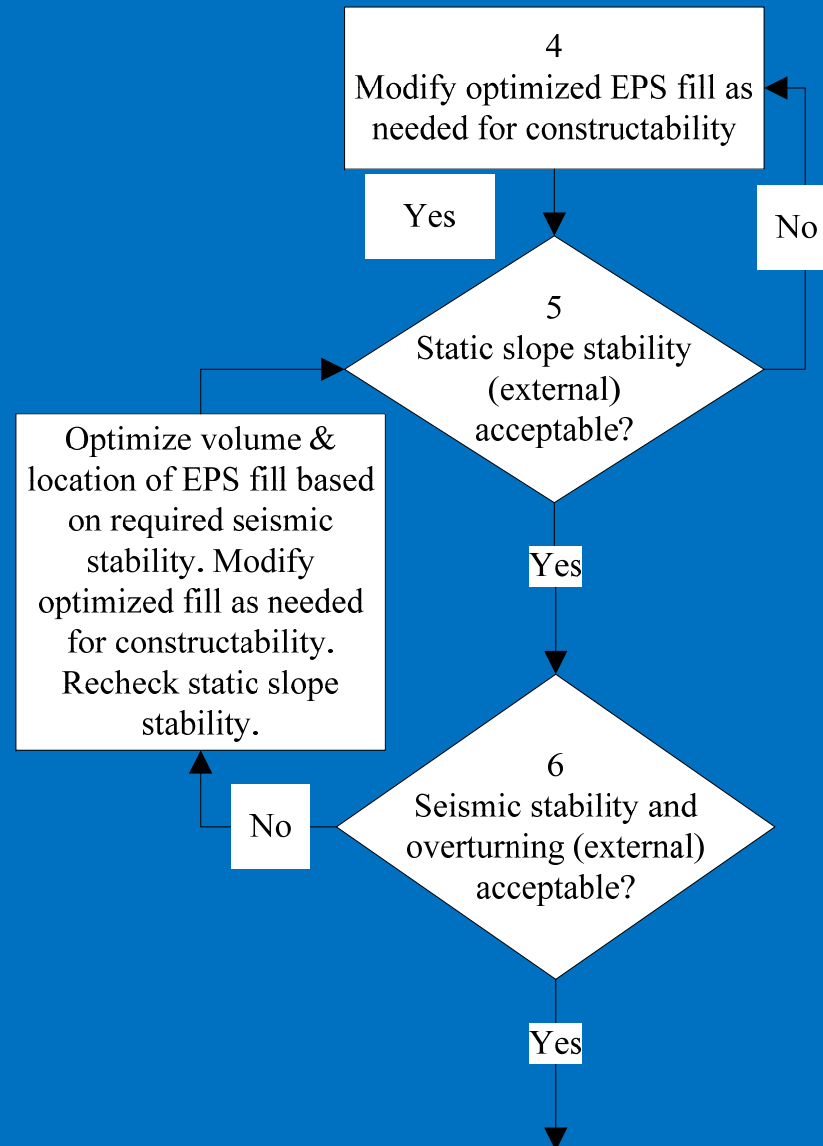 4
Modify optimized EPS fill as
needed for constructability
Yes
No
5
Static slope stability
(external)
acceptable?
Optimize volume &
location of EPS fill based
on required seismic
stability. Modify
optimized fill as needed
for constructability.
Recheck static slope
stability.
Yes
6
Seismic stability and
overturning (external)
acceptable?
No
Yes